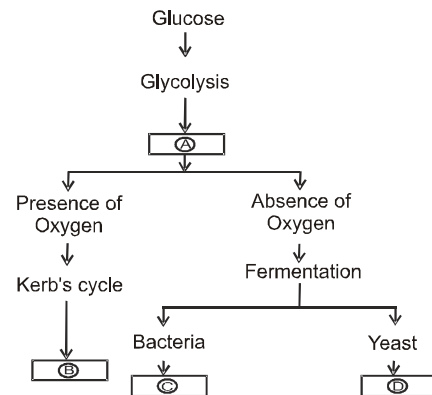 Glucose
Glycolysis
A
Presence of
Oxygen
Absence of
Oxygen
Kerb's cycle
Fermentation
Bacteria
Yeast
B
C
D